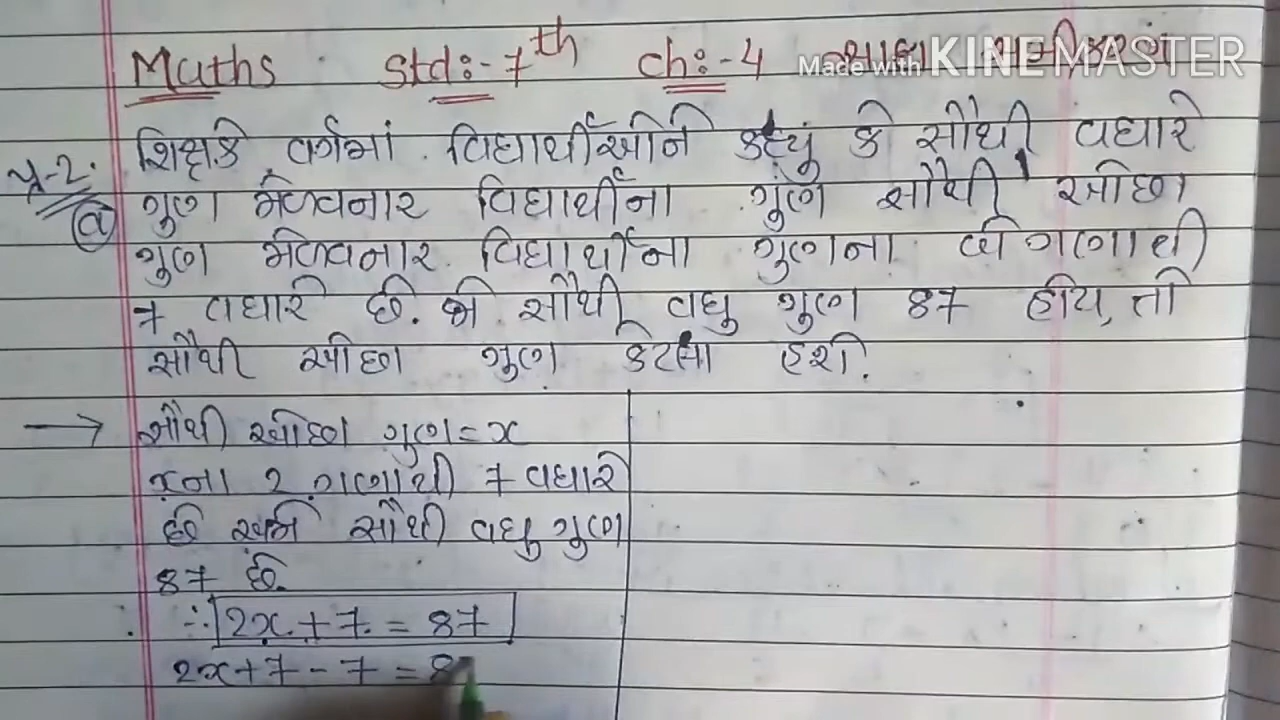 Maths Std:-7th Ch:-4
Made with KINEMASTER
પ્ર-2: શિક્ષકે વર્ગમાં વિદ્યાર્થીઓને કહ્યું કે સૌથી વધારે
(a) ગુણ મેળવનાર વિદ્યાર્થીના ગુણ સૌથી ઓછા
ગુણ મેળવનાર વિદ્યાર્થીના ગુણના બે ગણાથી
7 વધારે છે. જો સૌથી વધુ ગુણ 87 હોય, તો
સૌથી ઓછા ગુણ કેટલા હશે.
→ સૌથી ઓછા ગુણ = x
xના 2 ગણાથી 7 વધારે
છે અને સૌથી વધુ ગુણ
87 છે.
∴ 2x + 7 = 87
2x + 7 - 7 = 8